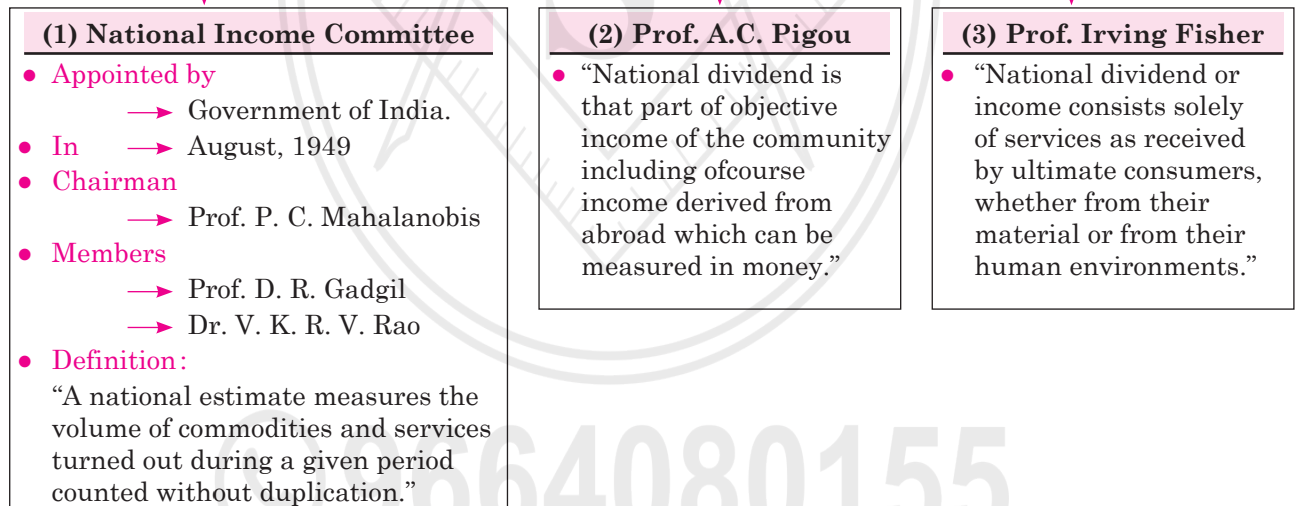 (1) National Income Committee
● Appointed by
→ Government of India.
● In → August, 1949
● Chairman
→ Prof. P. C. Mahalanobis
● Members
→ Prof. D. R. Gadgil
→ Dr. V. K. R. V. Rao
● Definition:
“A national estimate measures the
volume of commodities and services
turned out during a given period
counted without duplication.”
(2) Prof. A.C. Pigou
● “National dividend is
that part of objective
income of the community
including ofcourse
income derived from
abroad which can be
measured in money.”
(3) Prof. Irving Fisher
● “National dividend or
income consists solely
of services as received
by ultimate consumers,
whether from their
material or from their
human environments.”
9664080155